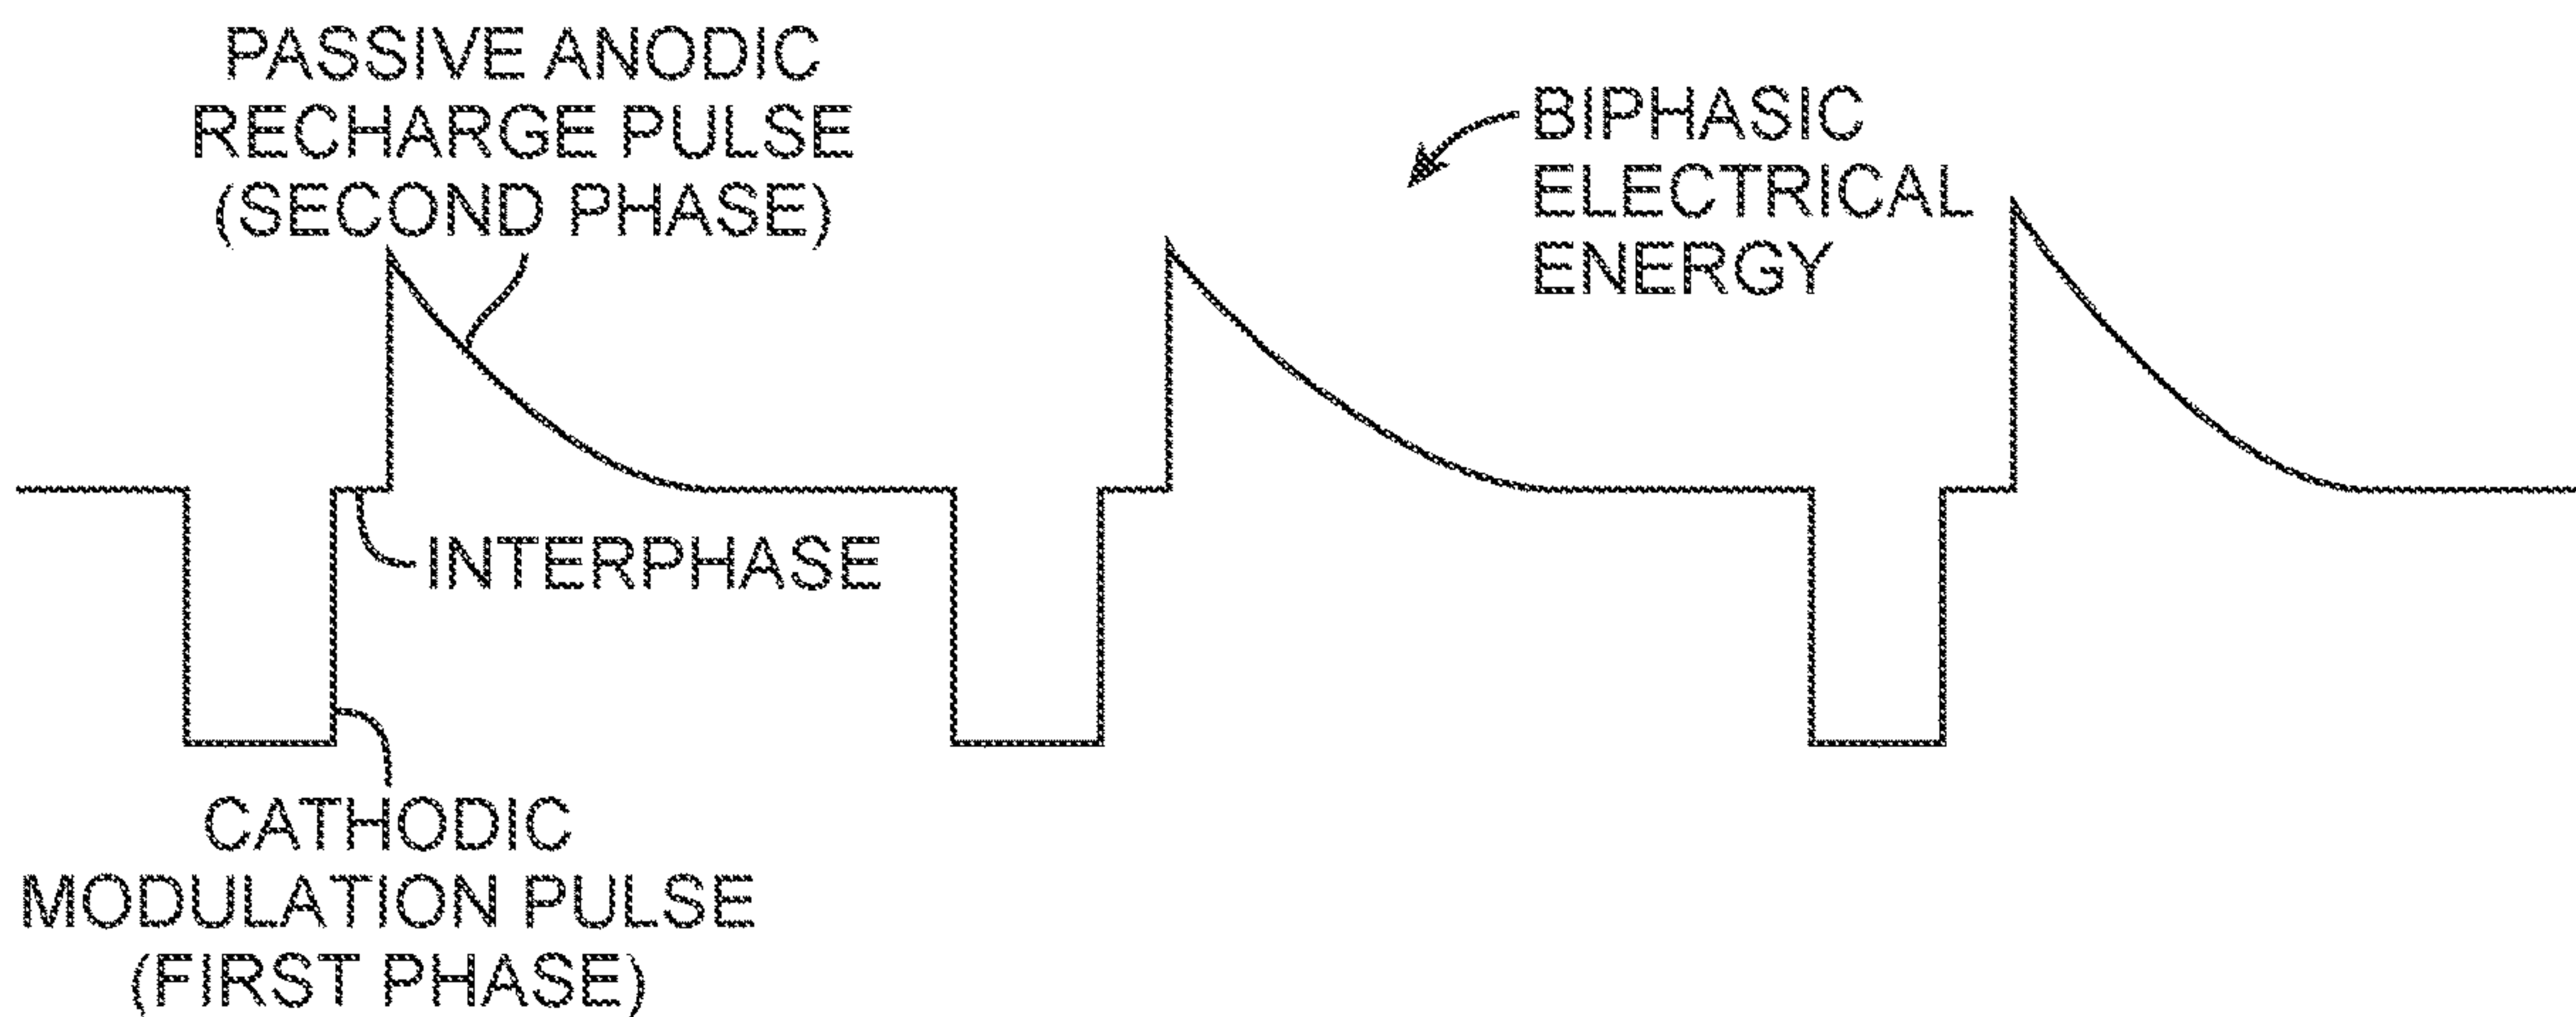 PASSIVE ANODIC
RECHARGE PULSE
(SECOND PHASE)
BIPHASIC
ELECTRICAL
ENERGY
INTERPHASE
CATHODIC
MODULATION PULSE
(FIRST PHASE)